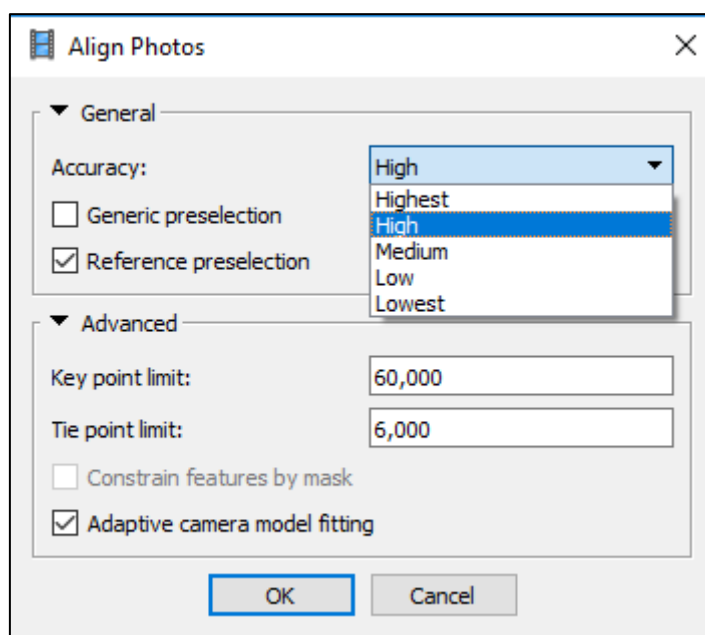 Align Photos
General
Accuracy: High
Highest
Generic preselection
High
Medium
Reference preselection
Low
Lowest
Advanced
Key point limit: 60,000
Tie point limit: 6,000
Constrain features by mask
Adaptive camera model fitting
OK Cancel